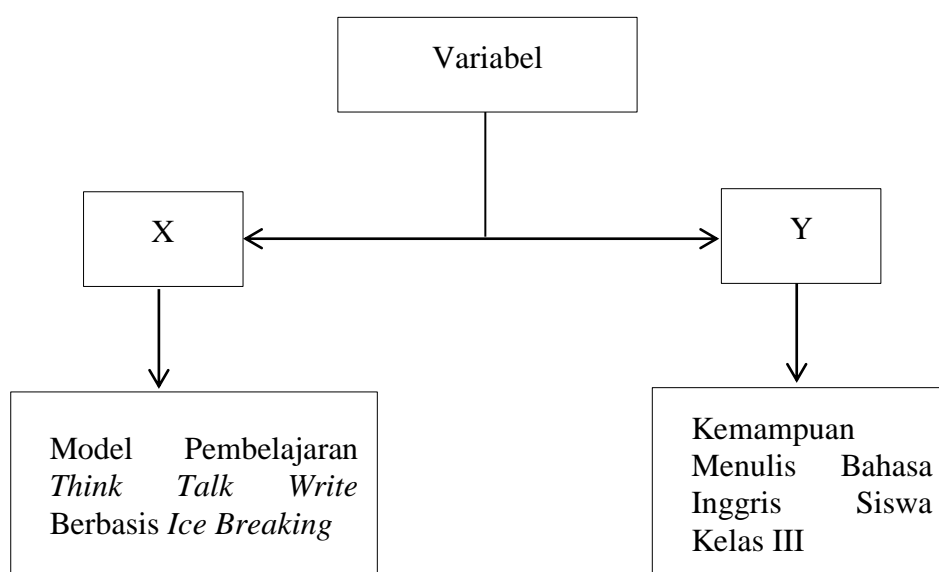 Variabel
X
Y
Model Pembelajaran
Think Talk Write
Berbasis Ice Breaking
Kemampuan
Menulis Bahasa
Inggris Siswa
Kelas III